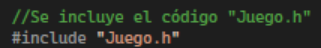 //Se incluye el código "Juego.h"
#include "Juego.h"